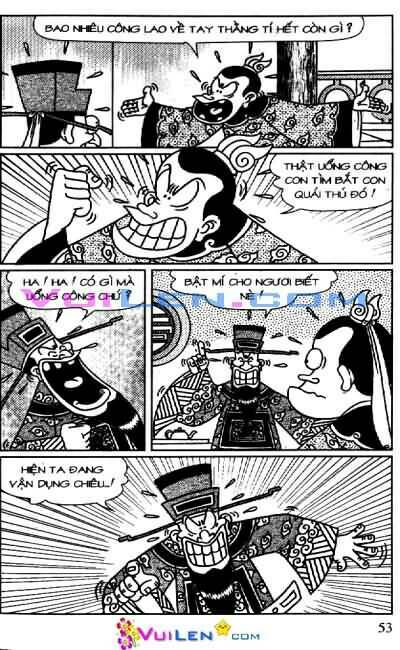 BAO NHIÊU CÔNG LAO VỀ TAY THẰNG TÍ HẾT CÒN GÌ?
THẬT UỔNG CÔNG
CON TÌM BẮT CON
QUÁI THÚ ĐÓ!
HA! HA! CÓ GÌ MÀ
UỔNG CÔNG CHỨ?
BẬT MÍ CHO NGƯƠI BIẾT
NÈ!
VUILEN.COM
HIỆN TA ĐANG
VẬN DỤNG CHIÊU..!
53
VUILEN.COM